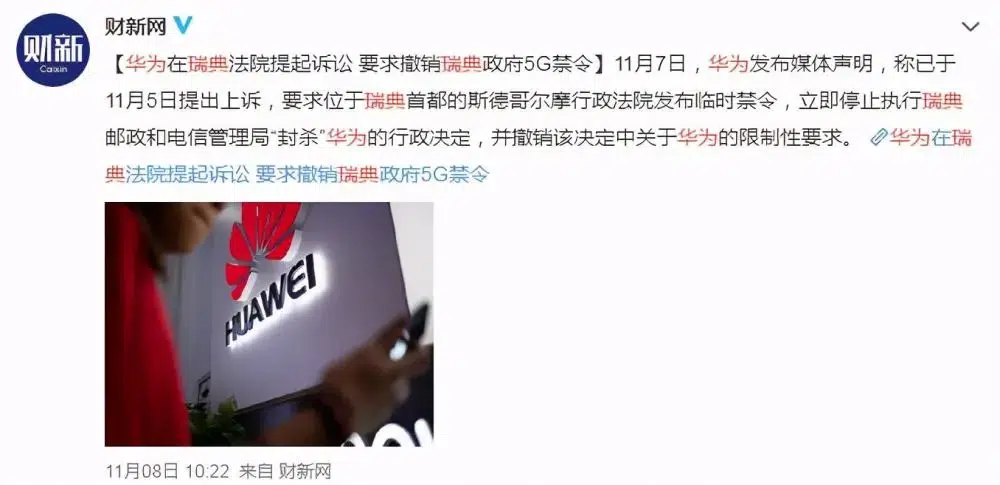 财新
Caixin
财新网
【华为在瑞典法院提起诉讼 要求撤销瑞典政府5G禁令】11月7日，华为发布媒体声明，称已于
11月5日提出上诉，要求位于瑞典首都的斯德哥尔摩行政法院发布临时禁令，立即停止执行瑞典
邮政和电信管理局“封杀”华为的行政决定，并撤销该决定中关于华为的限制性要求。 华为在瑞
典法院提起诉讼 要求撤销瑞典政府5G禁令
HUAWEI
11月08日 10:22 来自 财新网